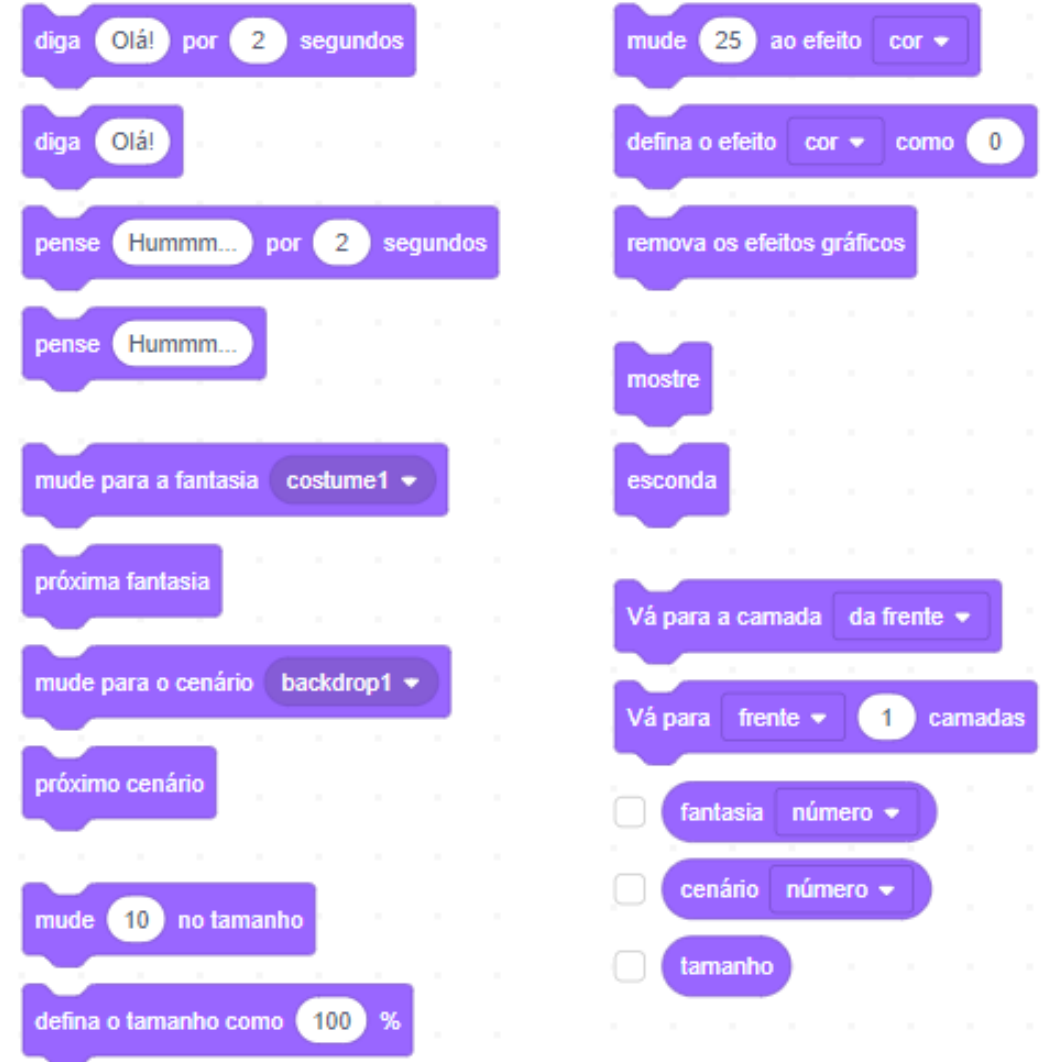 diga Olá! por 2 segundos
diga Olá!
pense Hummm... por 2 segundos
pense Hummm...
mude para a fantasia costume1
próxima fantasia
mude para o cenário backdrop1
próximo cenário
mude 10 no tamanho
defina o tamanho como 100 %
mude 25 ao efeito cor
defina o efeito cor como 0
remova os efeitos gráficos
mostre
esconda
Vá para a camada da frente
Vá para frente 1 camadas
fantasia número
cenário número
tamanho